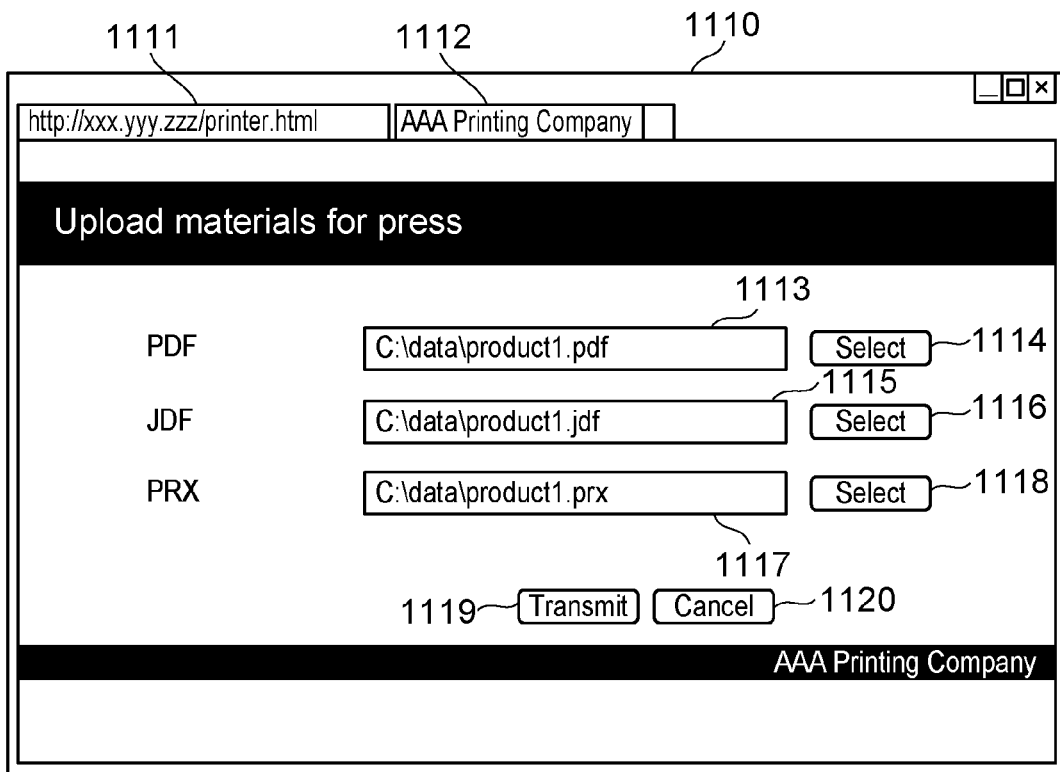 1110
1111 1112
http://xxx.yyy.zzz/printer.html AAA Printing Company
Upload materials for press
1113
PDF C:\data\product1.pdf Select 1114
1115
JDF C:\data\product1.jdf Select 1116
PRX C:\data\product1.prx Select 1118
1117
1119 Transmit Cancel 1120
AAA Printing Company